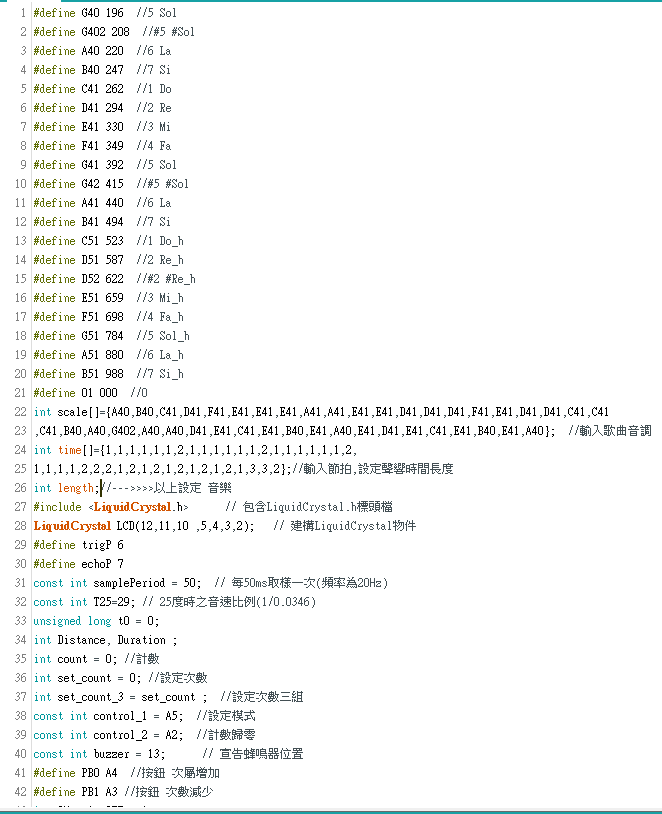 1 #define G40 196 //5 Sol
2 #define G402 208 //#5 #Sol
3 #define A40 220 //6 La
4 #define B40 247 //7 Si
5 #define C41 262 //1 Do
6 #define D41 294 //2 Re
7 #define E41 330 //3 Mi
8 #define F41 349 //4 Fa
9 #define G41 392 //5 Sol
10 #define G42 415 //#5 #Sol
11 #define A41 440 //6 La
12 #define B41 494 //7 Si
13 #define C51 523 //1 Do_h
14 #define D51 587 //2 Re_h
15 #define D52 622 //#2 #Re_h
16 #define E51 659 //3 Mi_h
17 #define F51 698 //4 Fa_h
18 #define G51 784 //5 Sol_h
19 #define A51 880 //6 La_h
20 #define B51 988 //7 Si_h
21 #define O1 000 //0
22 int scale[]={A40,B40,C41,D41,F41,E41,E41,E41,A41,A41,E41,E41,D41,D41,D41,F41,E41,D41,D41,C41,C41
23 ,C41,B40,A40,G402,A40,A40,D41,E41,C41,E41,B40,E41,A40,E41,D41,E41,C41,E41,B40,E41,A40}; //輸入歌曲音調
24 int time[]={1,1,1,1,1,1,2,1,1,1,1,1,1,2,1,1,1,1,1,1,2,
25 1,1,1,1,2,2,2,1,2,1,2,1,2,1,2,1,2,1,3,3,2};//輸入節拍,設定聲響時間長度
26 int length;//--->>>>以上設定 音樂
27 #include <LiquidCrystal.h> // 包含LiquidCrystal.h標頭檔
28 LiquidCrystal LCD(12,11,10 ,5,4,3,2); // 建構LiquidCrystal物件
29 #define trigP 6
30 #define echoP 7
31 const int samplePeriod = 50; // 每50ms取樣一次(頻率為20Hz)
32 const int T25=29; // 25度時之音速比例(1/0.0346)
33 unsigned long t0 = 0;
34 int Distance, Duration ;
35 int count = 0; //計數
36 int set_count = 0; //設定次數
37 int set_count_3 = set_count ; //設定次數三組
38 const int control_1 = A5; //設定模式
39 const int control_2 = A2; //計數歸零
40 const int buzzer = 13; // 宣告蜂鳴器位置
41 #define PB0 A4 //按鈕 次屬增加
42 #define PB1 A3 //按鈕 次數減少